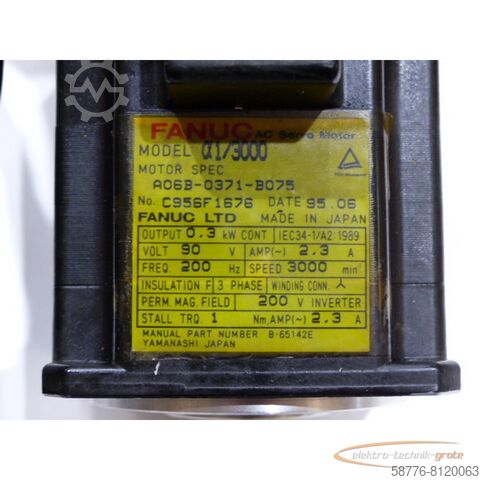 Machineseeker
FANUC AC Servo Motor
MODEL α1/3000
MOTOR SPEC
A06B-0371-B075
No. C956F1676 DATE 95.06
FANUC LTD MADE IN JAPAN
OUTPUT 0.3 kW CONT IEC34-1/A2 1989
VOLT 90 V AMP(~) 2.3 A
FREQ. 200 Hz SPEED 3000 min⁻¹
INSULATION F 3 PHASE WINDING CONN. Y
PERM. MAG. FIELD 200 V INVERTER
STALL TRQ. 1 Nm, AMP(~) 2.3 A
MANUAL PART NUMBER B-65142E
YAMANASHI JAPAN
elektro-technik-grote
58776-8120063